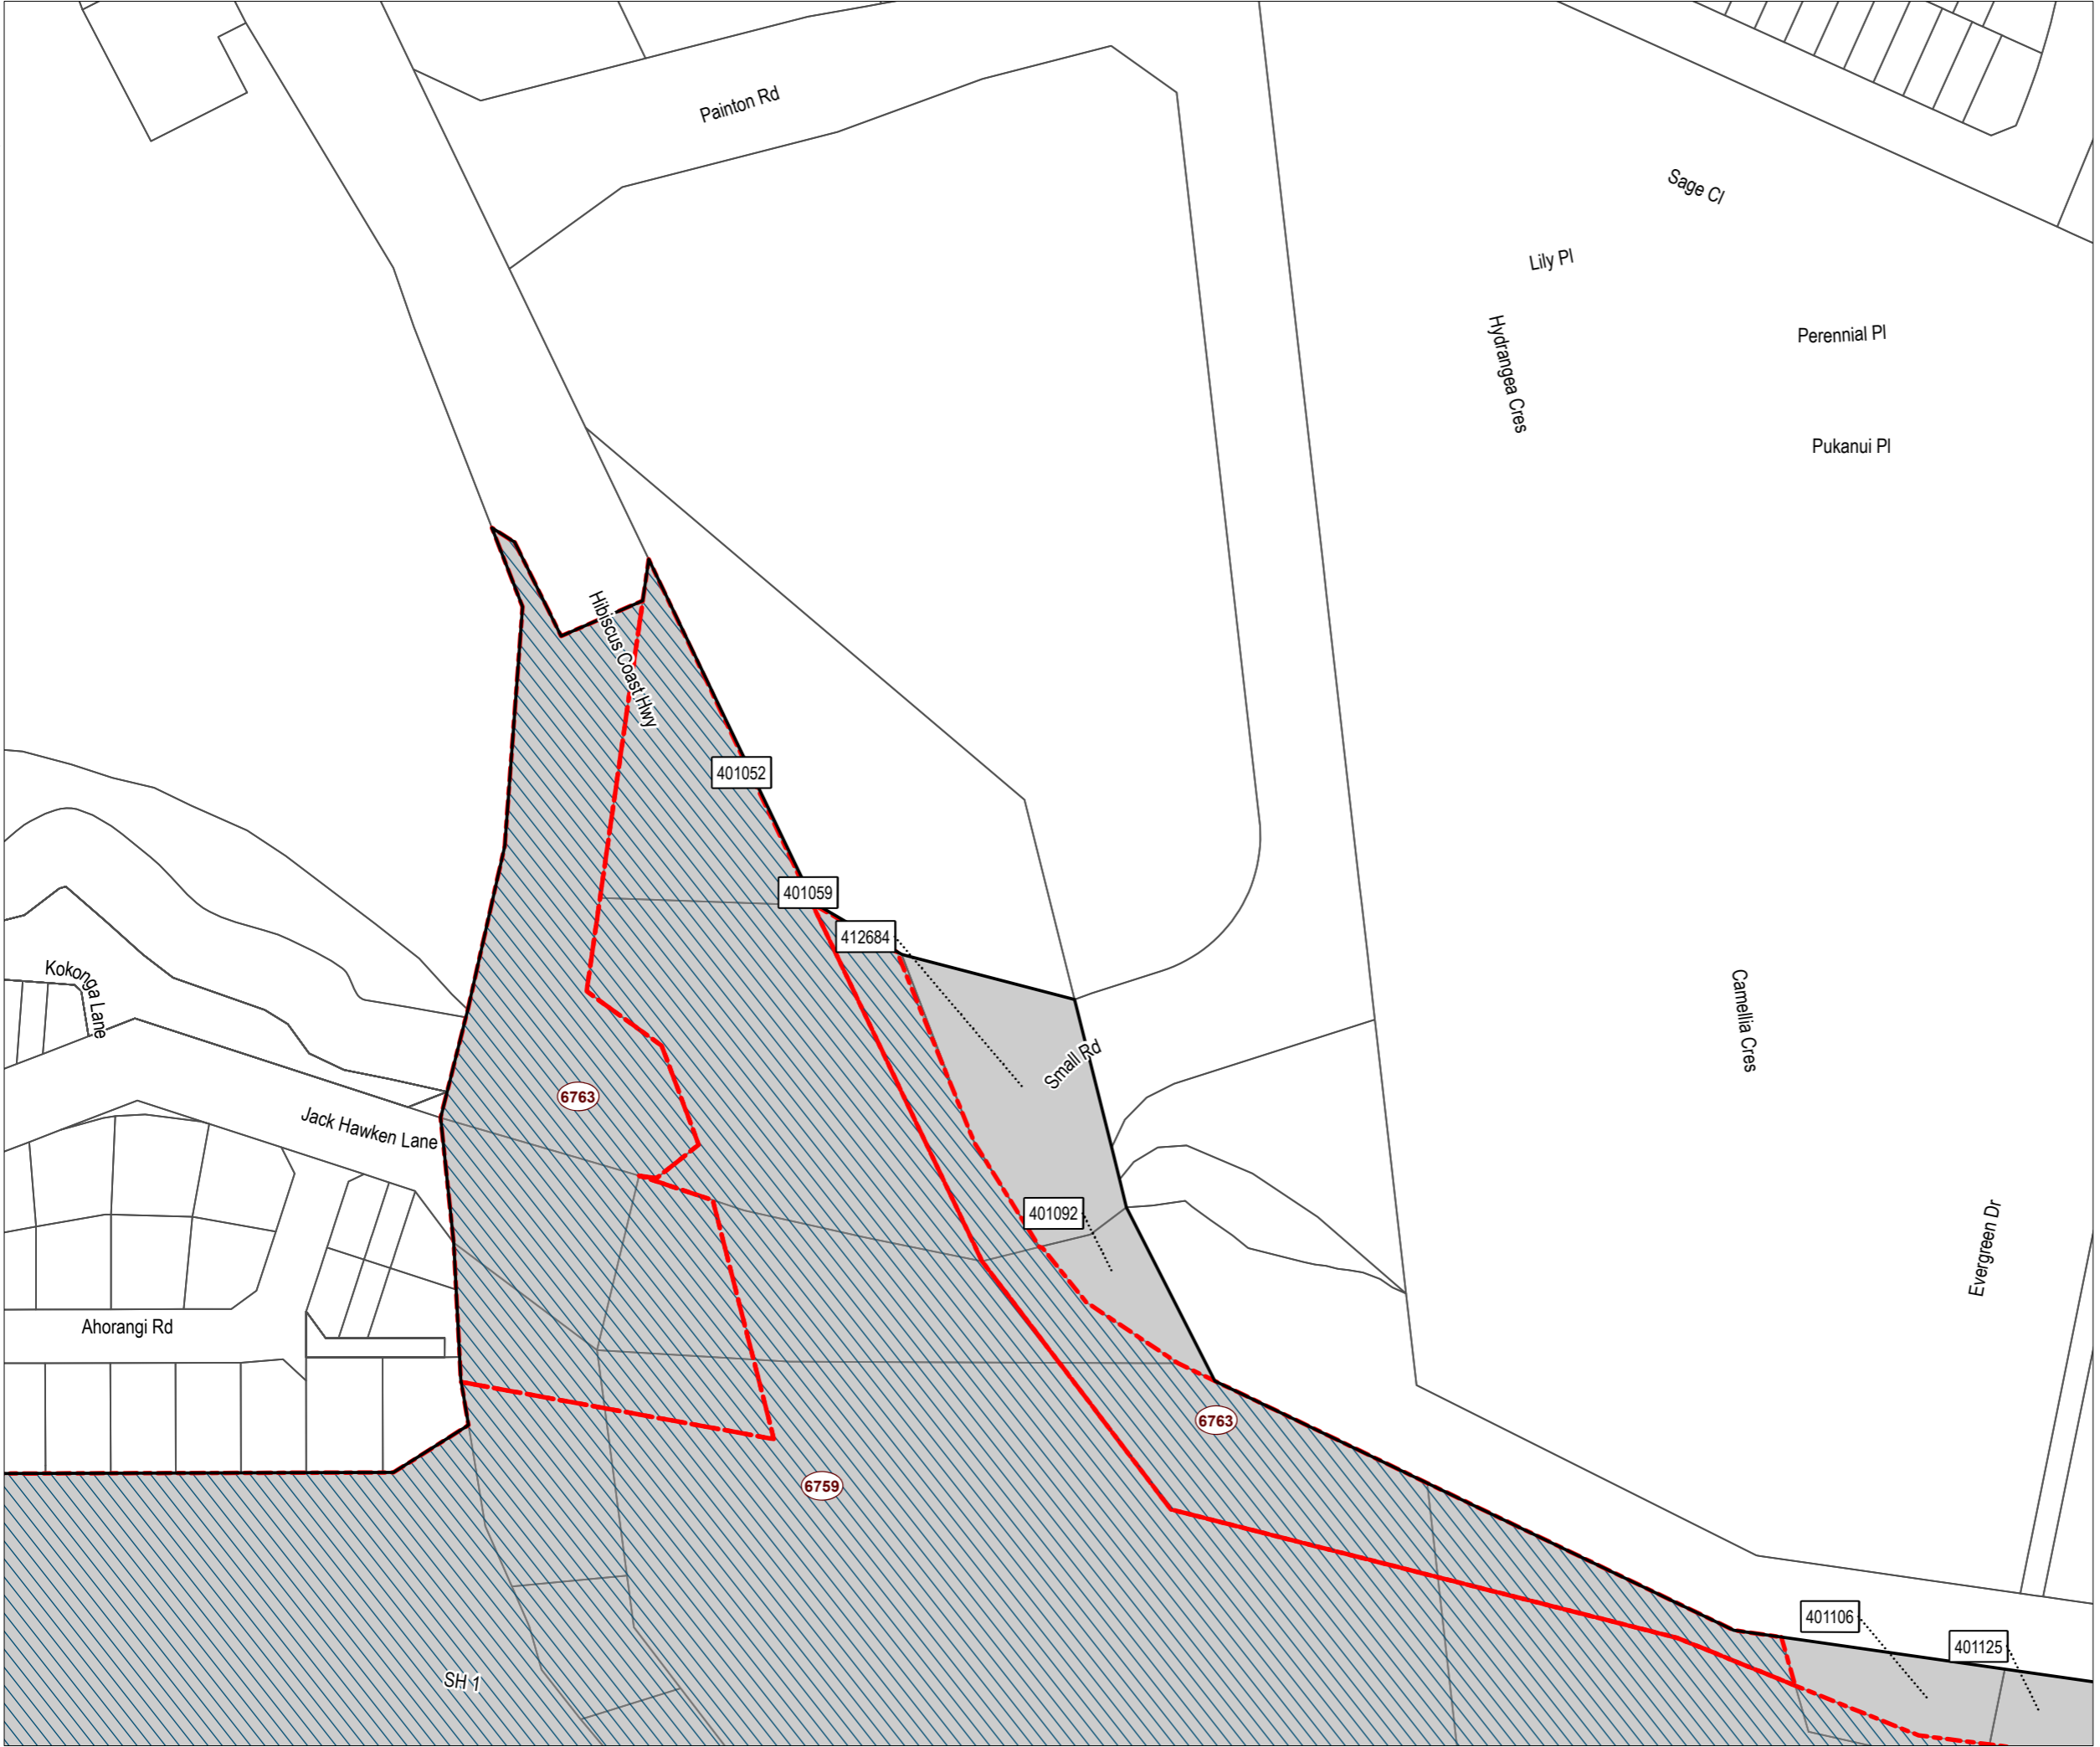 Painton Rd
Sage Cl
Lily Pl
Hydrangea Cres
Perennial Pl
Pukanui Pl
Hibiscus Coast Hwy
401052
401059
412684
Kokonga Lane
Camellia Cres
Small Rd
6763
Jack Hawken Lane
401092
Evergreen Dr
Ahorangi Rd
6763
6759
401106
401125
SH 1